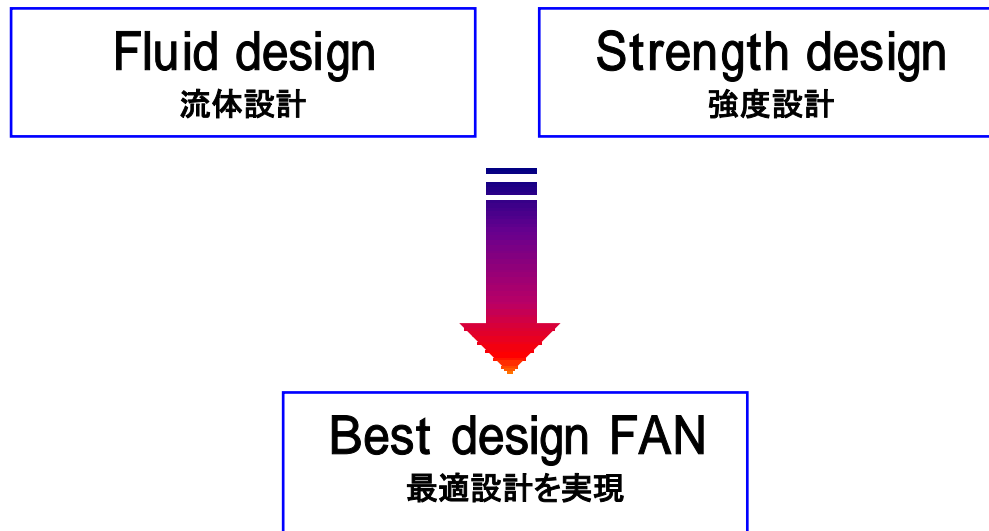 Fluid design
流体設計
Strength design
強度設計
Best design FAN
最適設計を実現